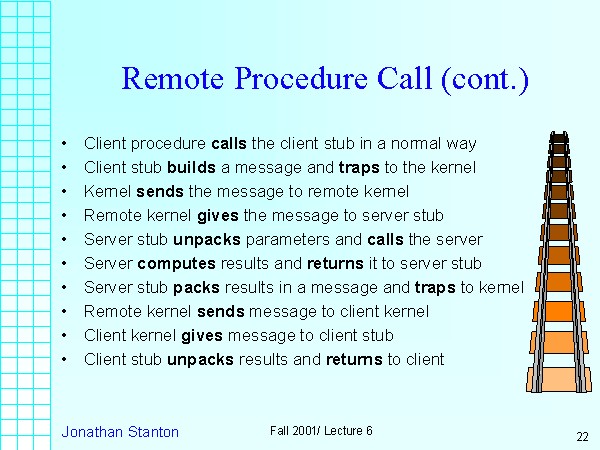 Remote Procedure Call (cont.)
• Client procedure calls the client stub in a normal way
• Client stub builds a message and traps to the kernel
• Kernel sends the message to remote kernel
• Remote kernel gives the message to server stub
• Server stub unpacks parameters and calls the server
• Server computes results and returns it to server stub
• Server stub packs results in a message and traps to kernel
• Remote kernel sends message to client kernel
• Client kernel gives message to client stub
• Client stub unpacks results and returns to client
Jonathan Stanton
Fall 2001/ Lecture 6
22